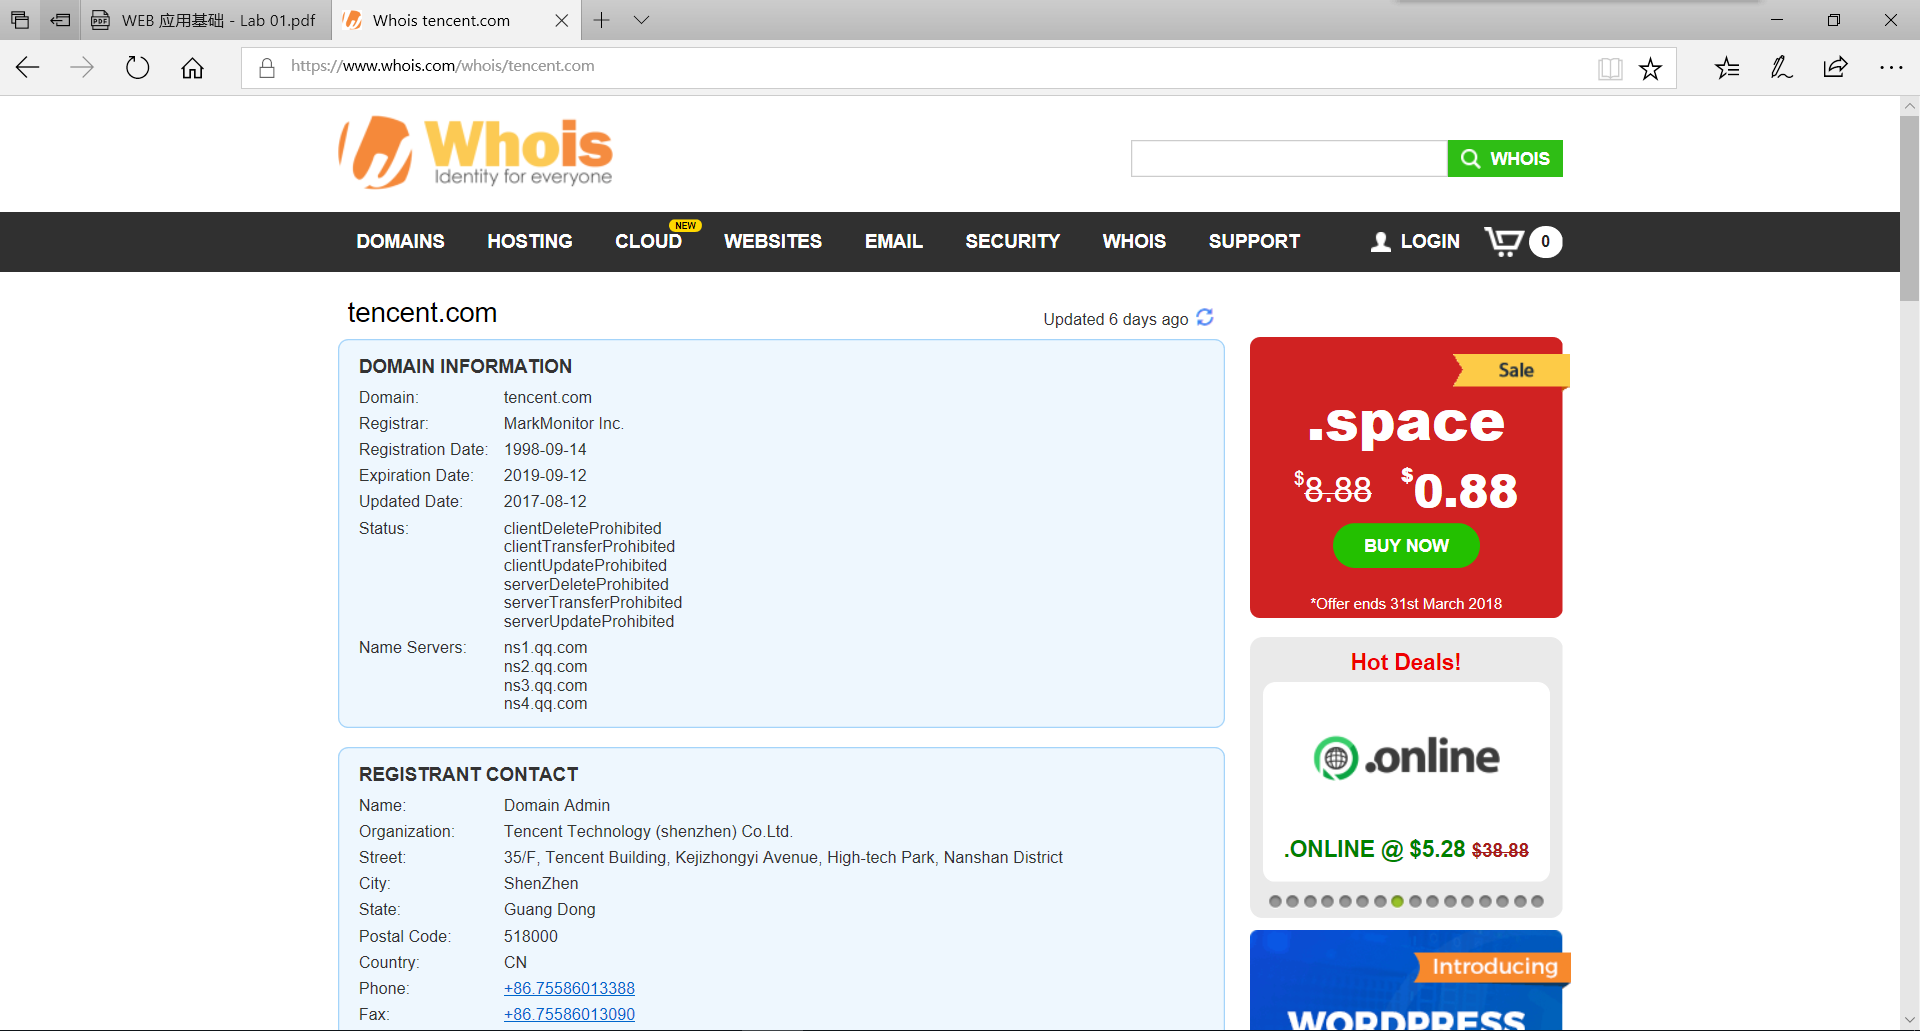 WEB 应用基础 - Lab 01.pdf
Whois tencent.com
https://www.whois.com/whois/tencent.com
Whois
Identity for everyone
WHOIS
DOMAINS HOSTING CLOUD NEW WEBSITES EMAIL SECURITY WHOIS SUPPORT LOGIN 0
tencent.com
Updated 6 days ago
DOMAIN INFORMATION
Domain: tencent.com
Registrar: MarkMonitor Inc.
Registration Date: 1998-09-14
Expiration Date: 2019-09-12
Updated Date: 2017-08-12
Status: clientDeleteProhibited
clientTransferProhibited
clientUpdateProhibited
serverDeleteProhibited
serverTransferProhibited
serverUpdateProhibited
Name Servers: ns1.qq.com
ns2.qq.com
ns3.qq.com
ns4.qq.com
REGISTRANT CONTACT
Name: Domain Admin
Organization: Tencent Technology (shenzhen) Co.Ltd.
Street: 35/F, Tencent Building, Kejizhongyi Avenue, High-tech Park, Nanshan District
City: ShenZhen
State: Guang Dong
Postal Code: 518000
Country: CN
Phone: +86.75586013388
Fax: +86.75586013090
Sale
.space
$8.88 $0.88
BUY NOW
*Offer ends 31st March 2018
Hot Deals!
.online
.ONLINE @ $5.28 $38.88
Introducing
WORDPRESS